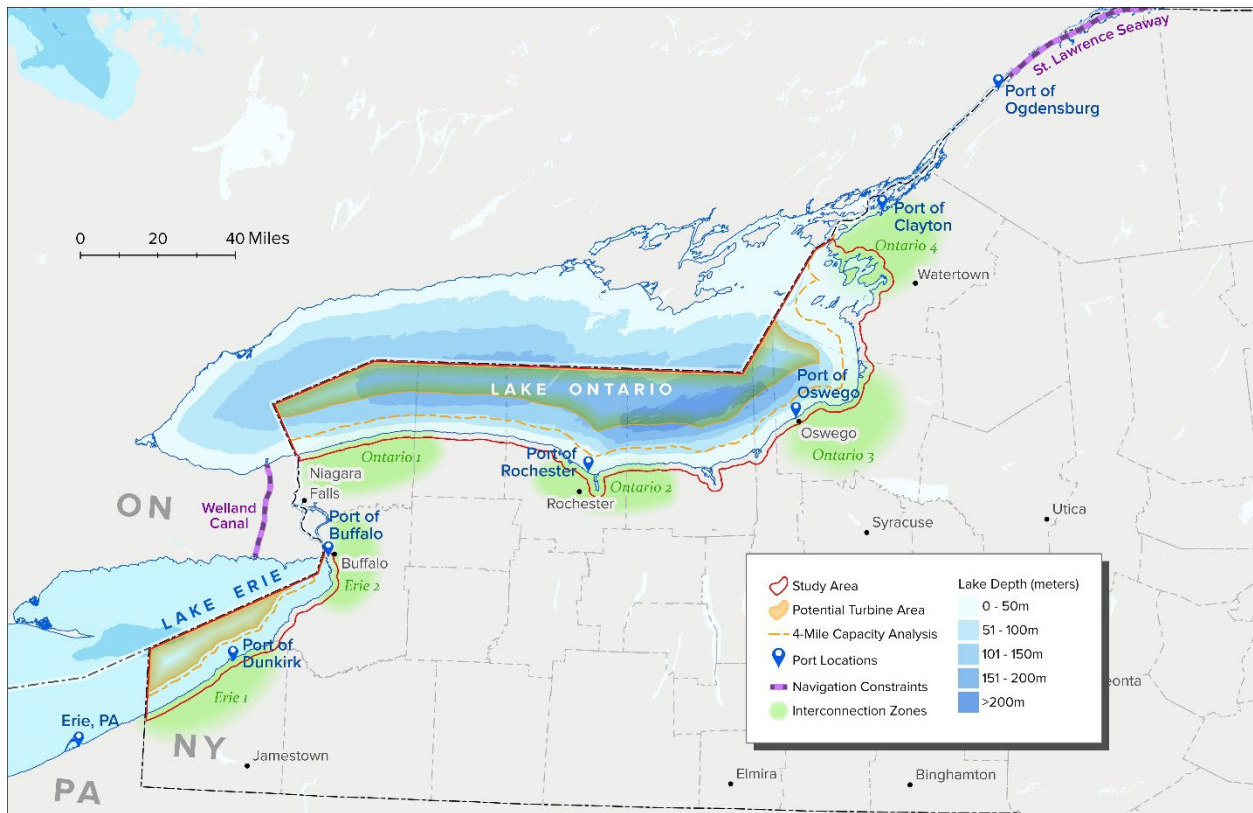 St. Lawrence Seaway
Port of
Ogdensburg
Port of
Clayton
Ontario 4
Watertown
0 20 40 Miles
LAKE ONTARIO
Port of
Oswego
Oswego
Ontario 3
Ontario 1
Port of
Rochester
Ontario 2
Rochester
Niagara
Falls
ON
Welland
Canal
Port of
Buffalo
Buffalo
Erie 2
Syracuse
Utica
LAKE ERIE
Port of
Dunkirk
Erie 1
Erie, PA
NY
PA
Jamestown
Elmira
Binghamton
eonta
Study Area
Potential Turbine Area
4-Mile Capacity Analysis
Port Locations
Navigation Constraints
Interconnection Zones
Lake Depth (meters)
0 - 50m
51 - 100m
101 - 150m
151 - 200m
>200m